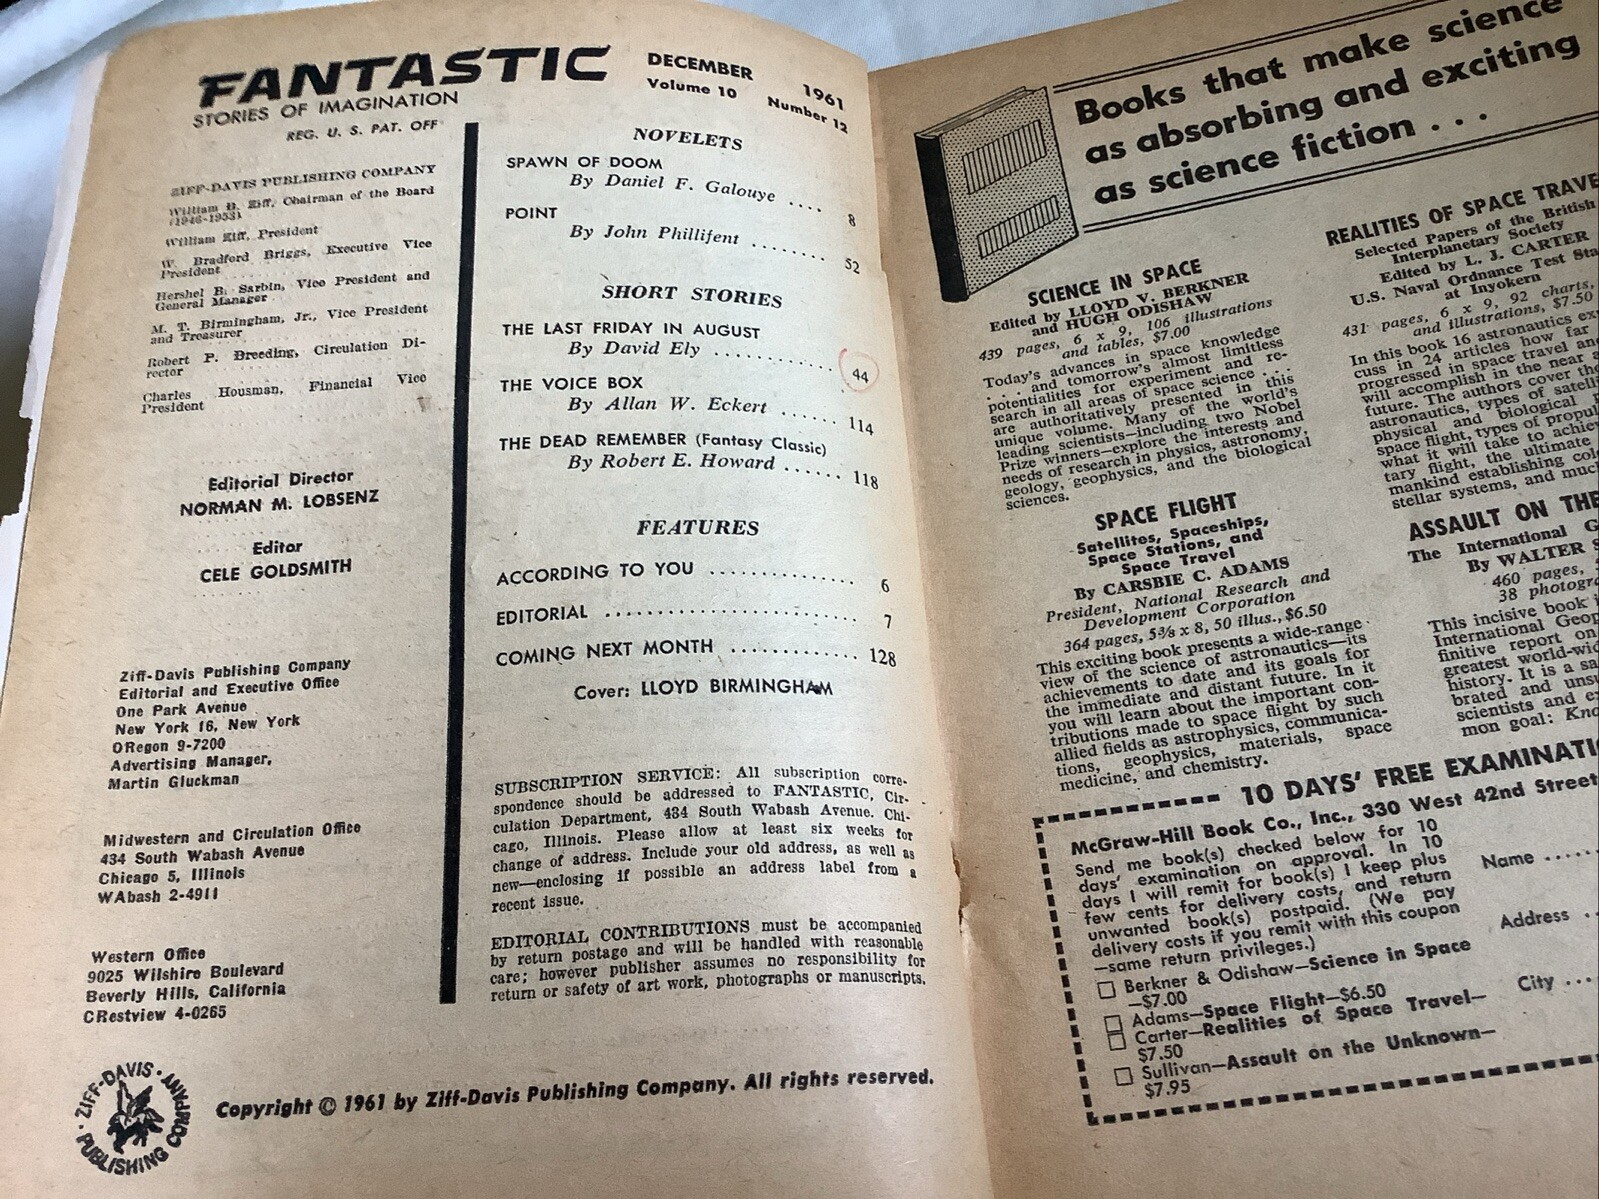 FANTASTIC
STORIES OF IMAGINATION
REG. U. S. PAT. OFF
DECEMBER 1961
Volume 10 Number 12
ZIFF-DAVIS PUBLISHING COMPANY
William B. Ziff, Chairman of the Board
(1946-1953)
William Ziff, President
W. Bradford Briggs, Executive Vice
President
Hershel B. Sarbin, Vice President and
General Manager
M. T. Birmingham, Jr., Vice President
and Treasurer
Robert P. Breeding, Circulation Di-
rector
Charles Housman, Financial Vice
President
Editorial Director
NORMAN M. LOBSENZ
Editor
CELE GOLDSMITH
Ziff-Davis Publishing Company
Editorial and Executive Office
One Park Avenue
New York 16, New York
ORegon 9-7200
Advertising Manager,
Martin Gluckman
Midwestern and Circulation Office
434 South Wabash Avenue
Chicago 5, Illinois
WAbash 2-4911
Western Office
9025 Wilshire Boulevard
Beverly Hills, California
CRestview 4-0265
NOVELETS
SPAWN OF DOOM
By Daniel F. Galouye .... 8
POINT
By John Phillifent ....... 52
SHORT STORIES
THE LAST FRIDAY IN AUGUST
By David Ely ............ 44
THE VOICE BOX
By Allan W. Eckert ...... 114
THE DEAD REMEMBER (Fantasy Classic)
By Robert E. Howard ...... 118
FEATURES
ACCORDING TO YOU ............... 6
EDITORIAL ........................ 7
COMING NEXT MONTH ............ 128
Cover: LLOYD BIRMINGHAM
SUBSCRIPTION SERVICE: All subscription corre-
spondence should be addressed to FANTASTIC, Cir-
culation Department, 434 South Wabash Avenue. Chi-
cago, Illinois. Please allow at least six weeks for
change of address. Include your old address, as well as
new—enclosing if possible an address label from a
recent issue.
EDITORIAL CONTRIBUTIONS must be accompanied
by return postage and will be handled with reasonable
care; however publisher assumes no responsibility for
return or safety of art work, photographs or manuscripts.
ZIFF-DAVIS · PUBLISHING COMPANY ·
Copyright © 1961 by Ziff-Davis Publishing Company. All rights reserved.
Books that make science
as absorbing and exciting
as science fiction . . .
SCIENCE IN SPACE
Edited by LLOYD V. BERKNER
and HUGH ODISHAW
439 pages, 6 x 9, 106 illustrations
and tables, $7.00
Today's advances in space knowledge
. . . and tomorrow's almost limitless
potentialities for experiment and re-
search in all areas of space science . . .
are authoritatively presented in this
unique volume. Many of the world's
leading scientists—including two Nobel
Prize winners—explore the interests and
needs of research in physics, astronomy,
geology, geophysics, and the biological
sciences.
SPACE FLIGHT
Satellites, Spaceships,
Space Stations, and
Space Travel
By CARSBIE C. ADAMS
President, National Research and
Development Corporation
364 pages, 5⅜ x 8, 50 illus., $6.50
This exciting book presents a wide-range
view of the science of astronautics—its
achievements to date and its goals for
the immediate and distant future. In it
you will learn about the important con-
tributions made to space flight by such
allied fields as astrophysics, communica-
tions, geophysics, materials, space
medicine, and chemistry.
REALITIES OF SPACE TRAVE
Selected Papers of the British
Interplanetary Society
Edited by L. J. CARTER
U.S. Naval Ordnance Test Sta
at Inyokern
431 pages, 6 x 9, 92 charts,
and illustrations, $7.50
In this book 16 astronautics ex
cuss in 24 articles how far
progressed in space travel an
will accomplish in the near a
future. The authors cover th
astronautics, types of satelli
physical and biological
space flight, types of propul
what it will take to achie
tary flight, the ultimate
mankind establishing col
stellar systems, and much
ASSAULT ON THE
The International G
By WALTER S
460 pages,
38 photogra
This incisive book i
International Geop
finitive report on
greatest world-wid
history. It is a sa
brated and unsu
scientists and e
mon goal: Kno
10 DAYS' FREE EXAMINATI
McGraw-Hill Book Co., Inc., 330 West 42nd Street
Send me book(s) checked below for 10
days' examination on approval. In 10
days I will remit for book(s) I keep plus
few cents for delivery costs, and return
unwanted book(s) postpaid. (We pay
delivery costs if you remit with this coupon
—same return privileges.)
Berkner & Odishaw—Science in Space
—$7.00
Adams—Space Flight—$6.50
Carter—Realities of Space Travel—
$7.50
Sullivan—Assault on the Unknown—
$7.95
Name ......
Address ..
City ...